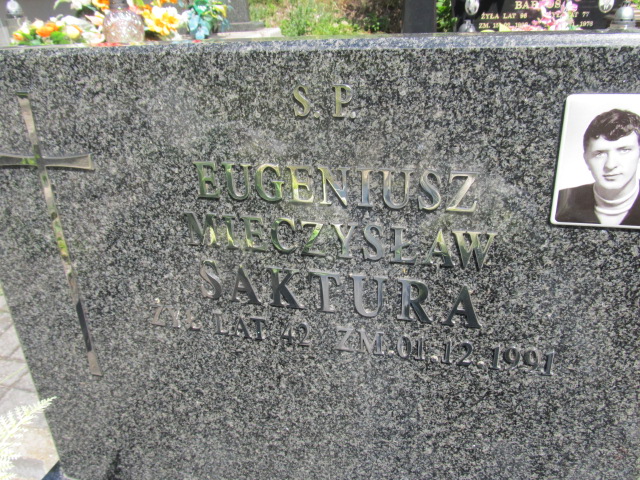 S. P.
EUGENIUSZ
MIECZYSŁAW
SAKTURA
ŻYŁ LAT 42 ZM.01.12.1991